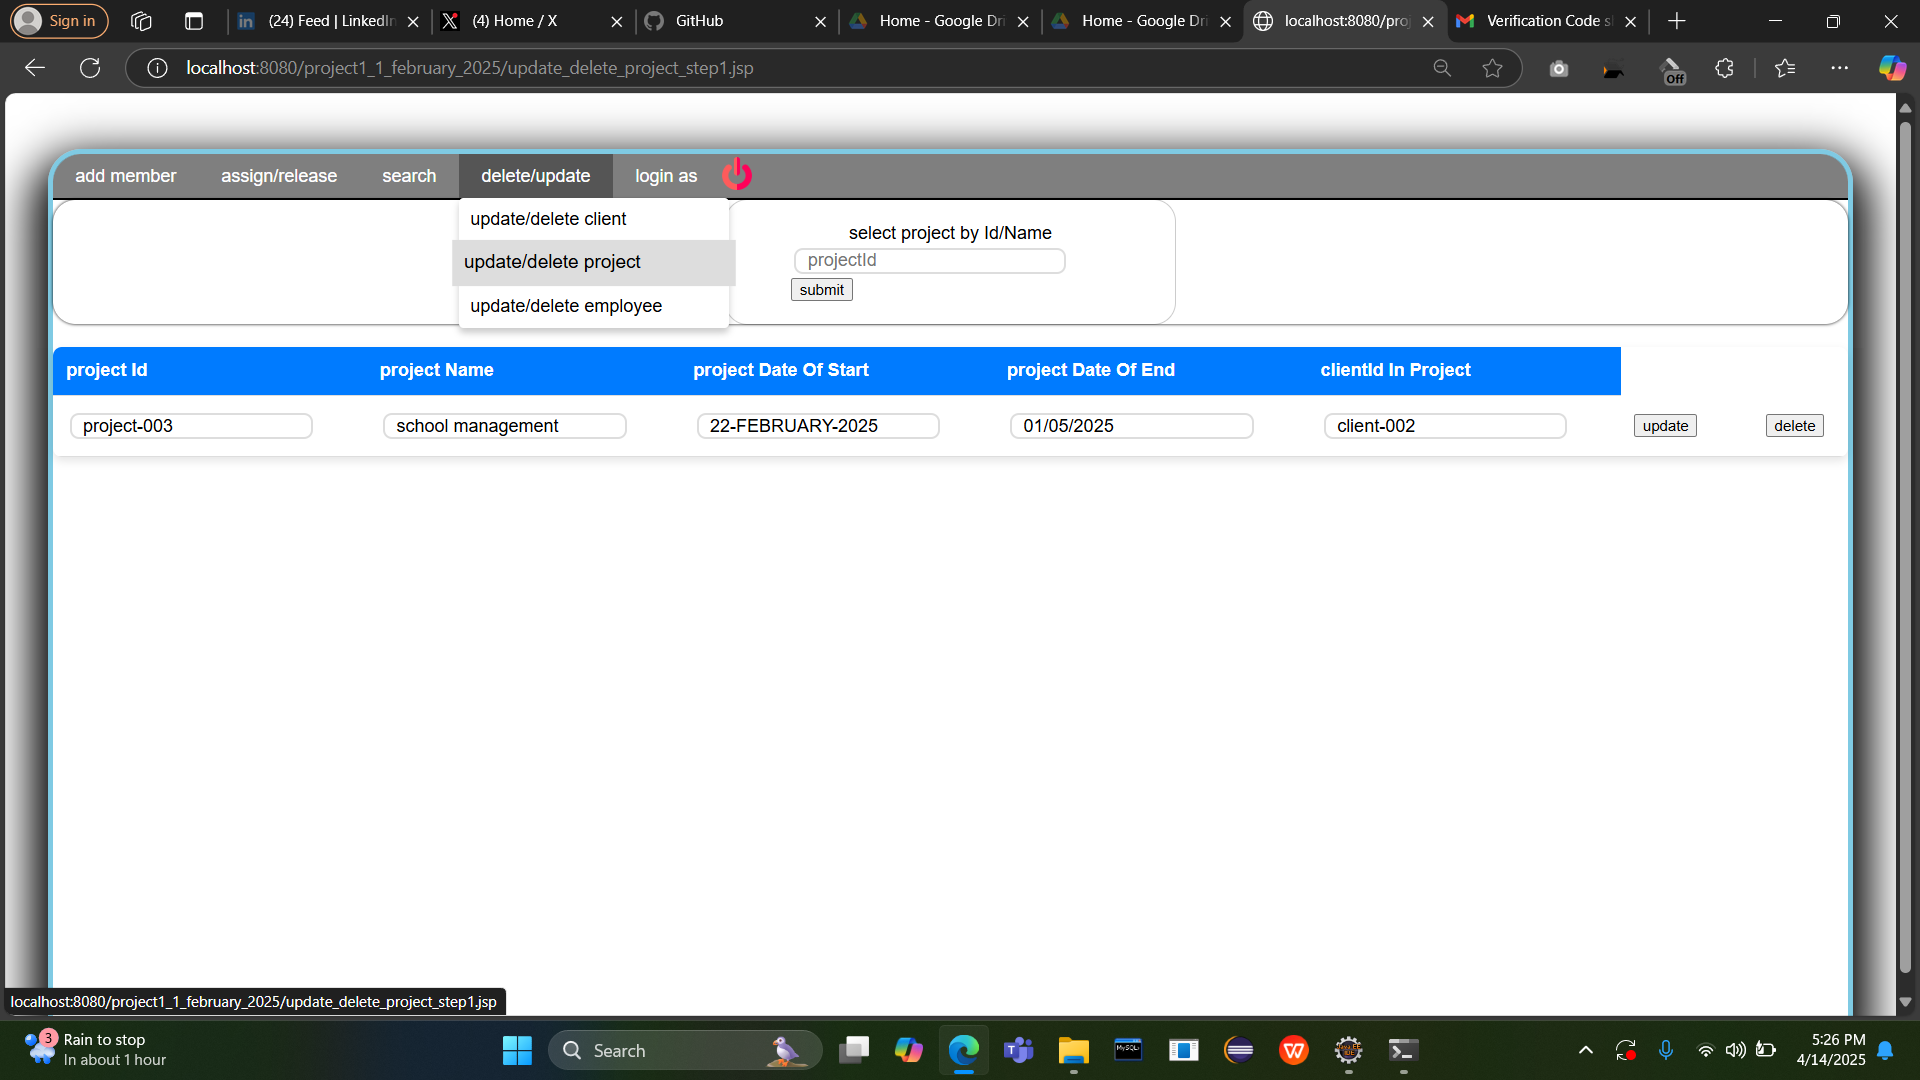 Sign in
(24) Feed | LinkedIn
(4) Home / X
GitHub
Home - Google Dri
Home - Google Dri
localhost:8080/proj
Verification Code s
localhost:8080/project1_1_february_2025/update_delete_project_step1.jsp
Off
add member
assign/release
search
delete/update
login as
update/delete client
update/delete project
update/delete employee
select project by Id/Name
projectId
submit
project Id
project Name
project Date Of Start
project Date Of End
clientId In Project
project-003
school management
22-FEBRUARY-2025
01/05/2025
client-002
update
delete
localhost:8080/project1_1_february_2025/update_delete_project_step1.jsp
3
Rain to stop
In about 1 hour
Search
MySQL
IDE
5:26 PM
4/14/2025